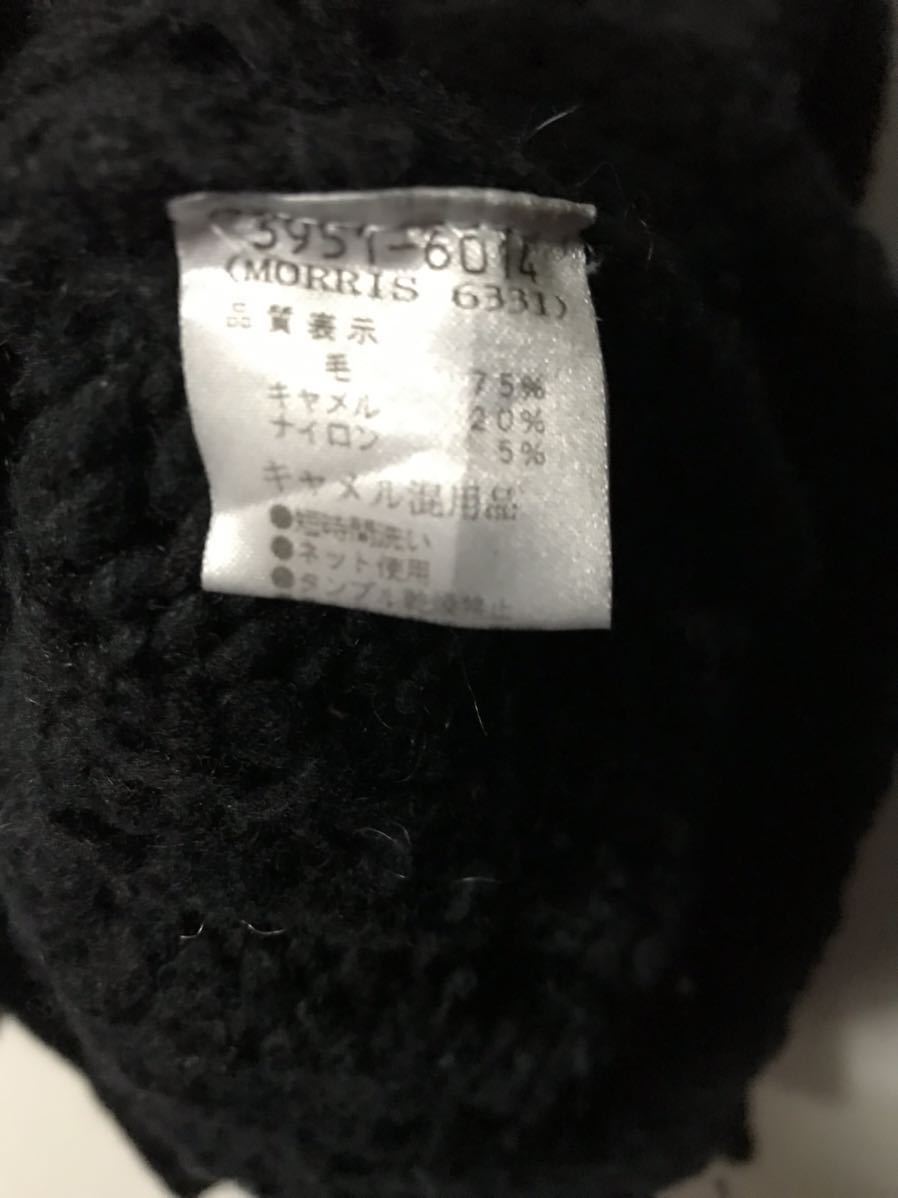 3951-6014
(MORRIS 6331)
品質表示
毛 75%
キャメル 20%
ナイロン 5%
キャメル混用品
●短時間洗い
●ネット使用
●タンブル乾燥禁止